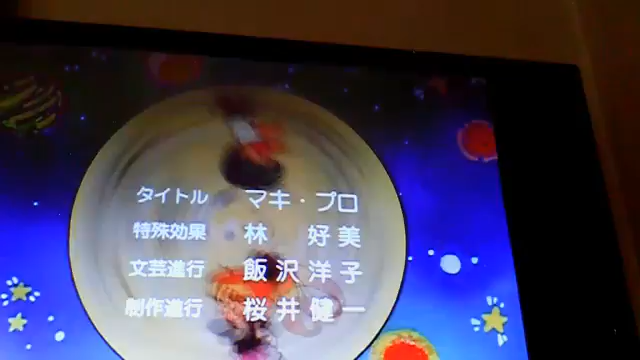 タイトル マキ・プロ
特殊効果 林 好美
文芸進行 飯沢洋子
制作進行 桜井健一